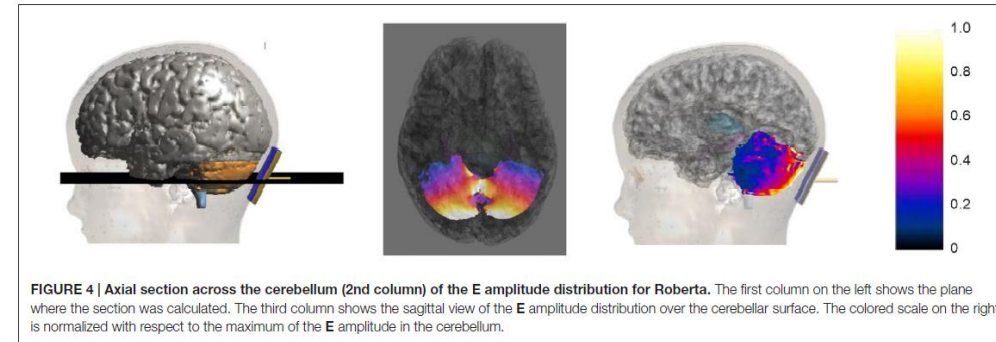 1.0
0.8
0.6
0.4
0.2
0
FIGURE 4 | Axial section across the cerebellum (2nd column) of the E amplitude distribution for Roberta. The first column on the left shows the plane
where the section was calculated. The third column shows the sagittal view of the E amplitude distribution over the cerebellar surface. The colored scale on the right
is normalized with respect to the maximum of the E amplitude in the cerebellum.